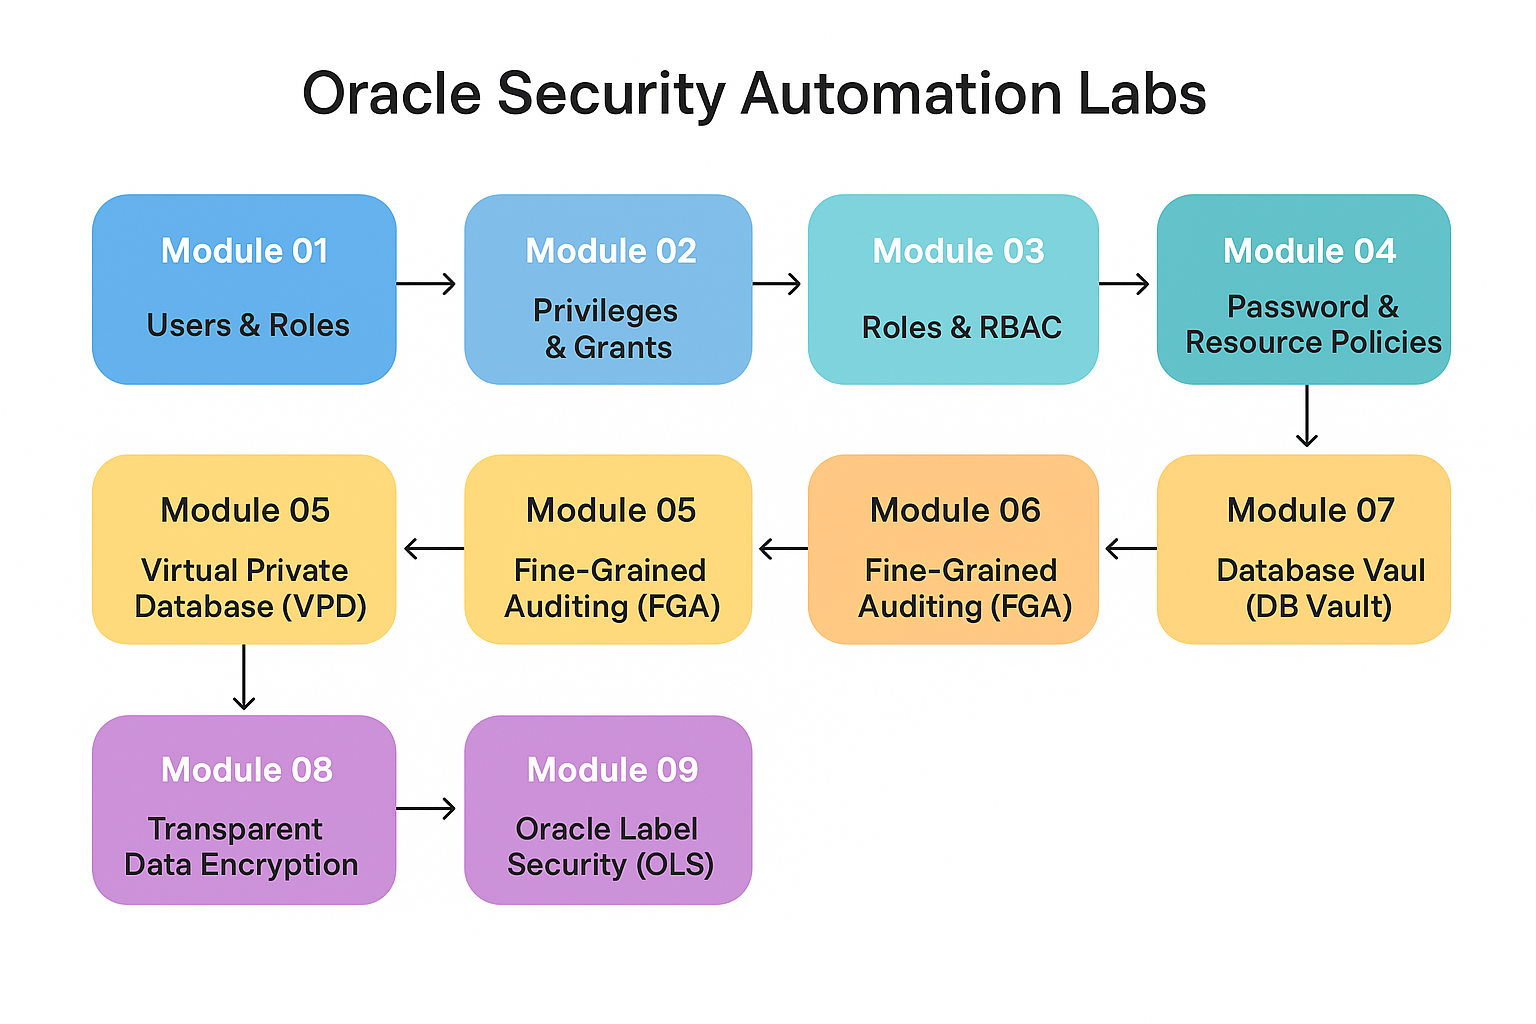 Oracle Security Automation Labs
Module 01
Users & Roles
Module 02
Privileges
& Grants
Module 03
Roles & RBAC
Module 04
Password &
Resource Policies
Module 05
Virtual Private
Database (VPD)
Module 05
Fine-Grained
Auditing (FGA)
Module 06
Fine-Grained
Auditing (FGA)
Module 07
Database Vaul
(DB Vault)
Module 08
Transparent
Data Encryption
Module 09
Oracle Label
Security (OLS)